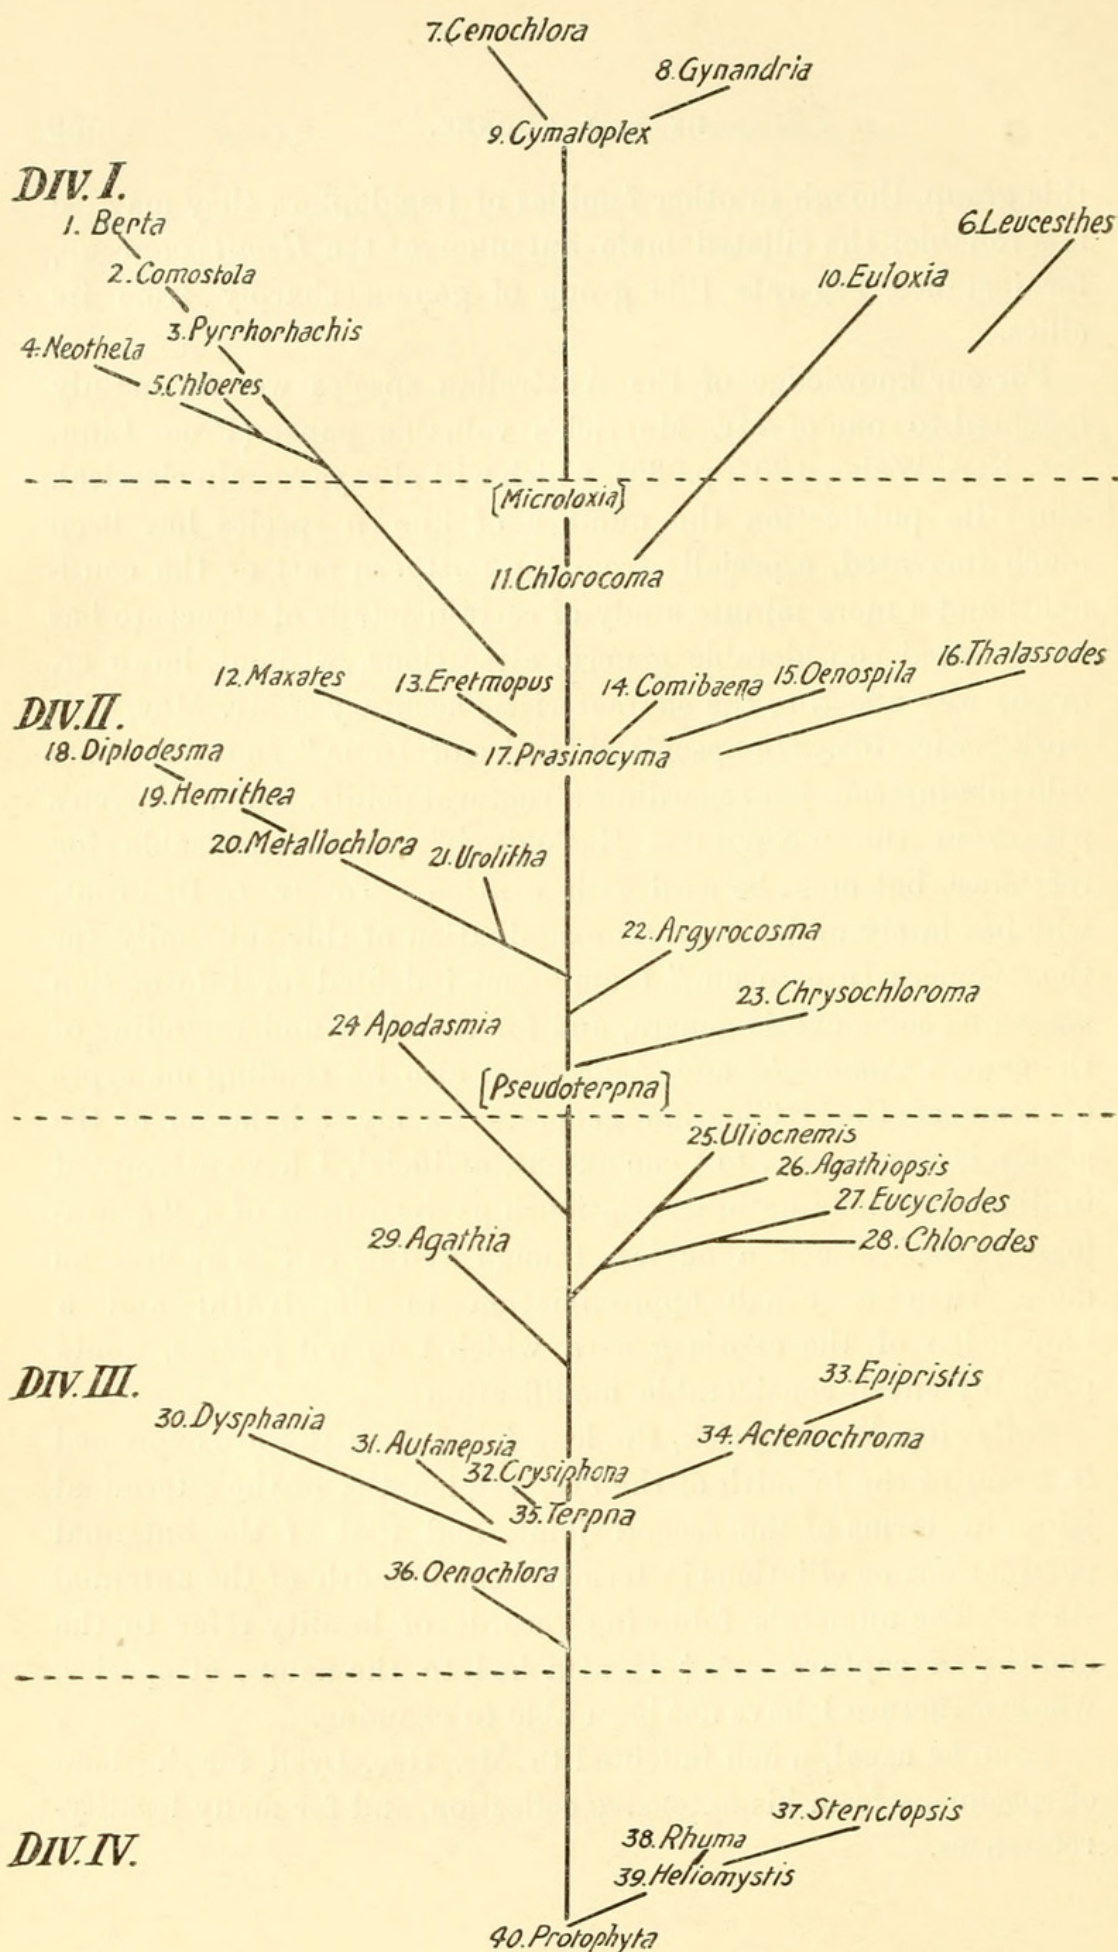 7. Cenochlora
8. Gynandria
9. Cymatoplex
DIV. I.
1. Berta
6. Leucesthes
2. Comostola
10. Euloxia
3. Pyrrhorhachis
4. Neothela
5. Chloeres
[Microloxia]
11. Chlorocoma
12. Maxates
13. Eretmopus
14. Comibaena
15. Oenospila
16. Thalassodes
DIV. II.
18. Diplodesma
17. Prasinocyma
19. Hemithea
20. Metallochlora
21. Urolitha
22. Argyrocosma
23. Chrysochloroma
24 Apodasmia
[Pseudoterpna]
25. Uliocnemis
26. Agathiopsis
27. Eucyclodes
29. Agathia
28. Chlorodes
DIV. III.
33. Epipristis
30. Dysphania
31. Autanepsia
34. Actenochroma
32. Crysiphona
35. Terpna
36. Oenochlora
37. Sterictopsis
DIV. IV.
38. Rhuma
39. Heliomystis
40. Protophyta